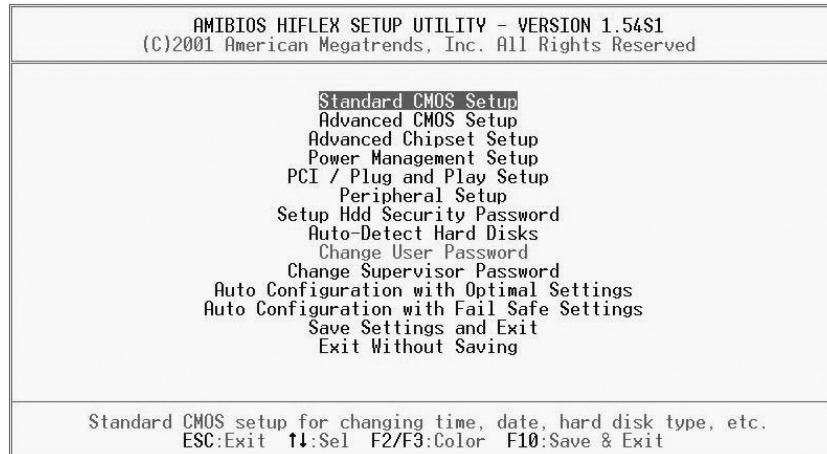 AMIBIOS HIFLEX SETUP UTILITY - VERSION 1.54S1
(C)2001 American Megatrends, Inc. All Rights Reserved
Standard CMOS Setup
Advanced CMOS Setup
Advanced Chipset Setup
Power Management Setup
PCI / Plug and Play Setup
Peripheral Setup
Setup Hdd Security Password
Auto-Detect Hard Disks
Change User Password
Change Supervisor Password
Auto Configuration with Optimal Settings
Auto Configuration with Fail Safe Settings
Save Settings and Exit
Exit Without Saving
Standard CMOS setup for changing time, date, hard disk type, etc.
ESC:Exit ↑↓:Sel F2/F3:Color F10:Save & Exit